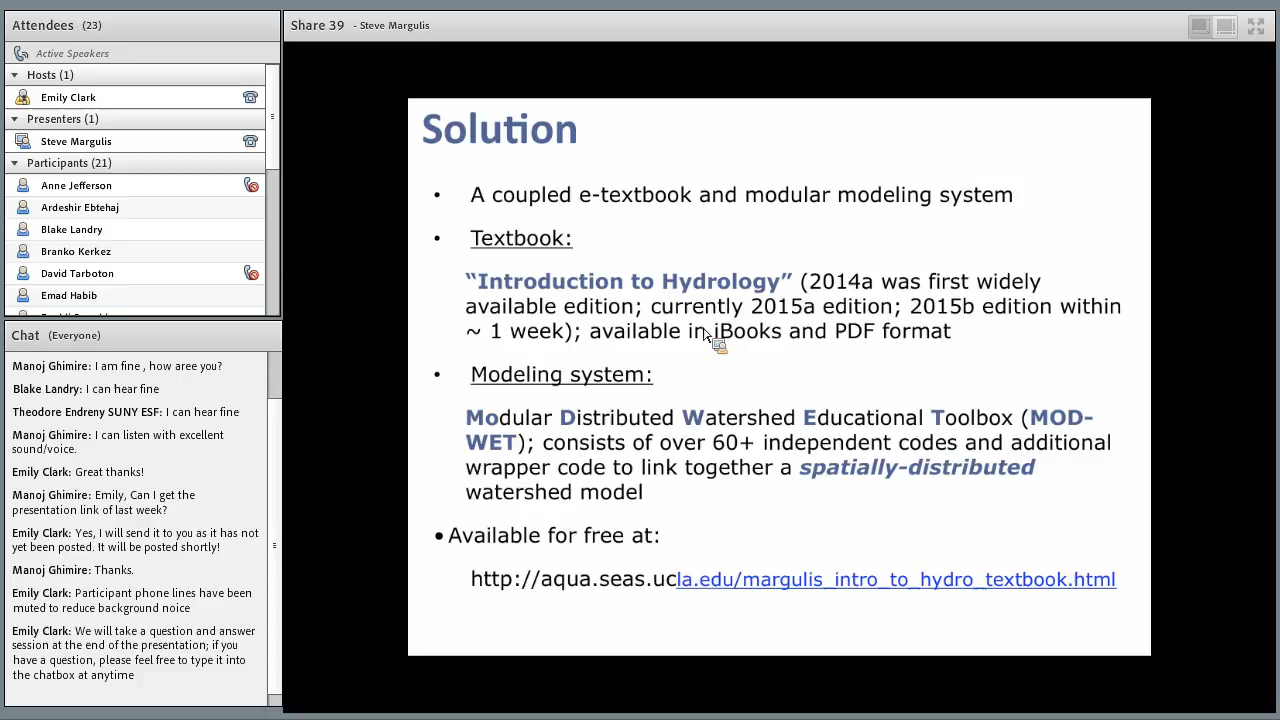 Attendees (23)
Active Speakers
Hosts (1)
Emily Clark
Presenters (1)
Steve Margulis
Participants (21)
Anne Jefferson
Ardeshir Ebtehaj
Blake Landry
Branko Kerkez
David Tarboton
Emad Habib
Chat (Everyone)
Manoj Ghimire: I am fine , how aree you?
Blake Landry: I can hear fine
Theodore Endreny SUNY ESF: I can hear fine
Manoj Ghimire: I can listen with excellent
sound/voice.
Emily Clark: Great thanks!
Manoj Ghimire: Emily, Can I get the
presentation link of last week?
Emily Clark: Yes, I will send it to you as it has not
yet been posted. It will be posted shortly!
Manoj Ghimire: Thanks.
Emily Clark: Participant phone lines have been
muted to reduce background noice
Emily Clark: We will take a question and answer
session at the end of the presentation; if you
have a question, please feel free to type it into
the chatbox at anytime
Share 39 - Steve Margulis
Solution
• A coupled e-textbook and modular modeling system
• Textbook:
“Introduction to Hydrology” (2014a was first widely
available edition; currently 2015a edition; 2015b edition within
~ 1 week); available in iBooks and PDF format
• Modeling system:
Modular Distributed Watershed Educational Toolbox (MOD-
WET); consists of over 60+ independent codes and additional
wrapper code to link together a spatially-distributed
watershed model
• Available for free at:
http://aqua.seas.ucla.edu/margulis_intro_to_hydro_textbook.html